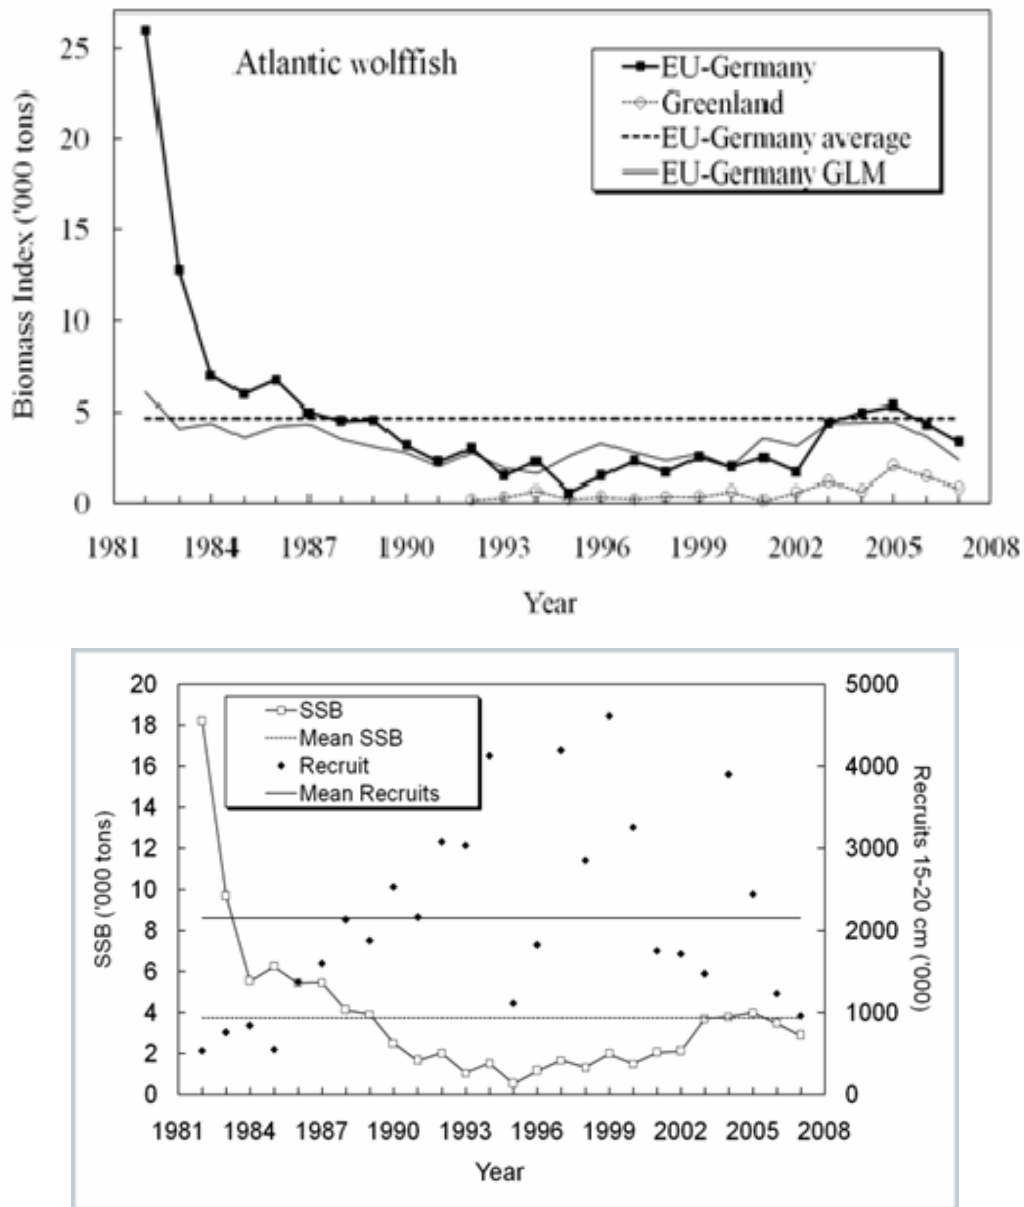 Atlantic wolffish
EU-Germany
Greenland
EU-Germany average
EU-Germany GLM
Biomass Index ('000 tons)
25
20
15
10
5
0
1981 1984 1987 1990 1993 1996 1999 2002 2005 2008
Year
SSB
Mean SSB
Recruit
Mean Recruits
SSB ('000 tons)
20
18
16
14
12
10
8
6
4
2
0
5000
4000
3000
2000
1000
0
Recruits 15-20 cm ('000)
1981 1984 1987 1990 1993 1996 1999 2002 2005 2008
Year